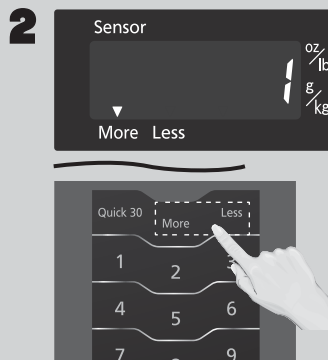 2
Sensor
1
oz/lb
g/kg
More Less
Quick 30 More Less
1 2 3
4 5 6
7 9